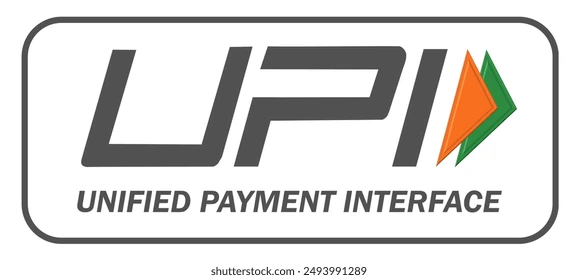 UPI
UNIFIED PAYMENT INTERFACE
shutterstock.com · 2493991289